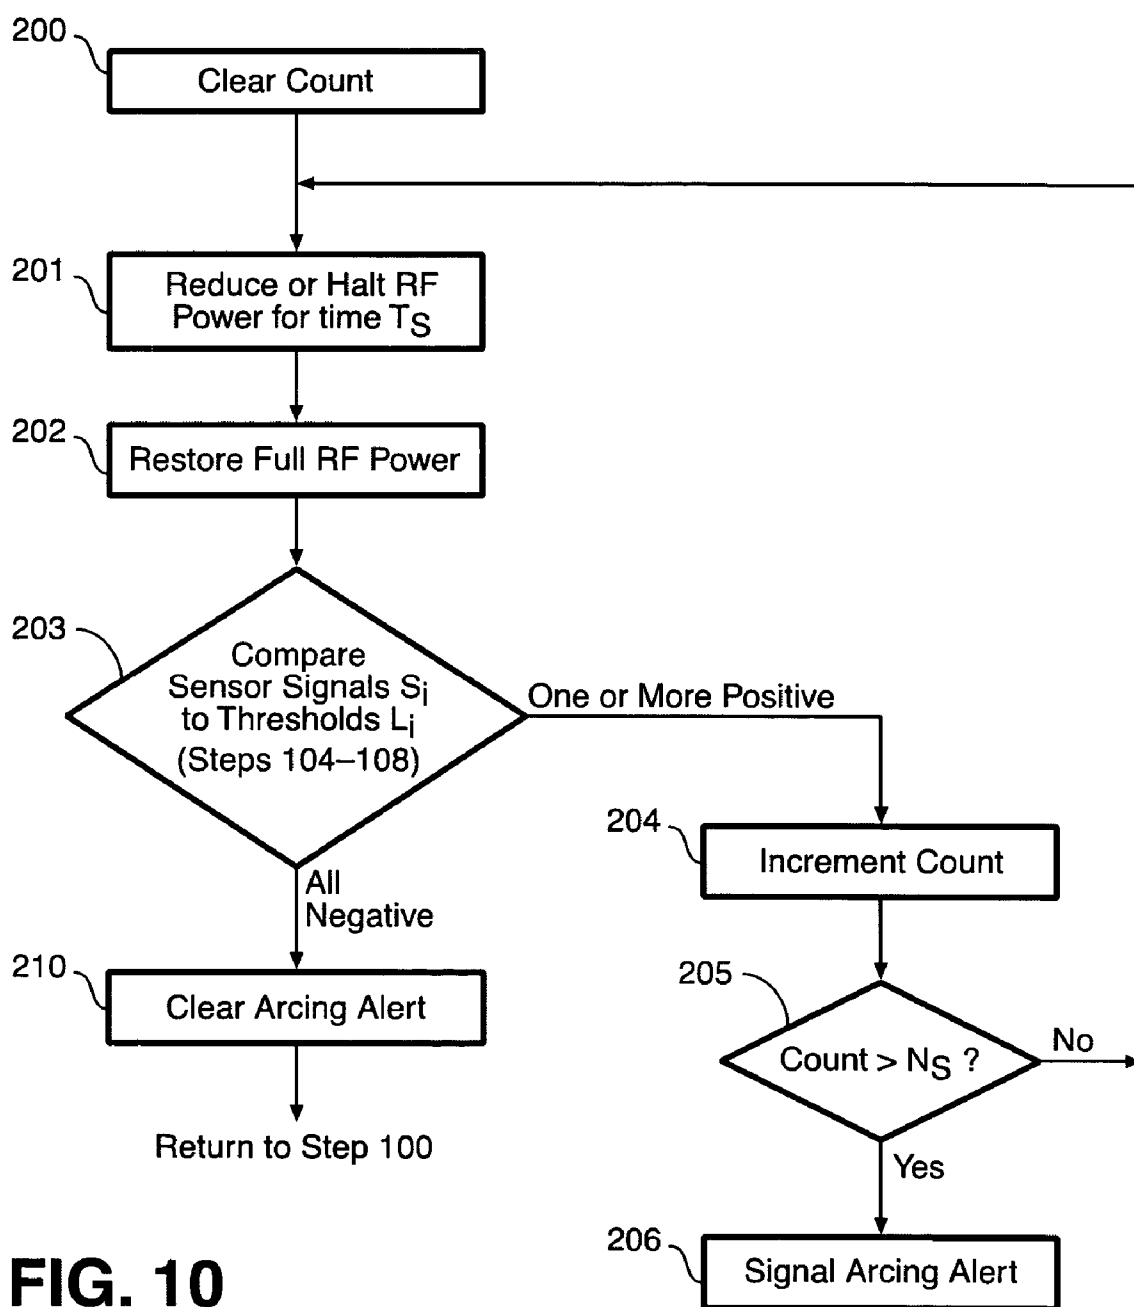 200
Clear Count
201
Reduce or Halt RF
Power for time TS
202
Restore Full RF Power
203
Compare
Sensor Signals Si
to Thresholds Li
(Steps 104–108)
One or More Positive
All
Negative
204
Increment Count
210
Clear Arcing Alert
205
Count > NS ?
No
Return to Step 100
Yes
206
Signal Arcing Alert
FIG. 10